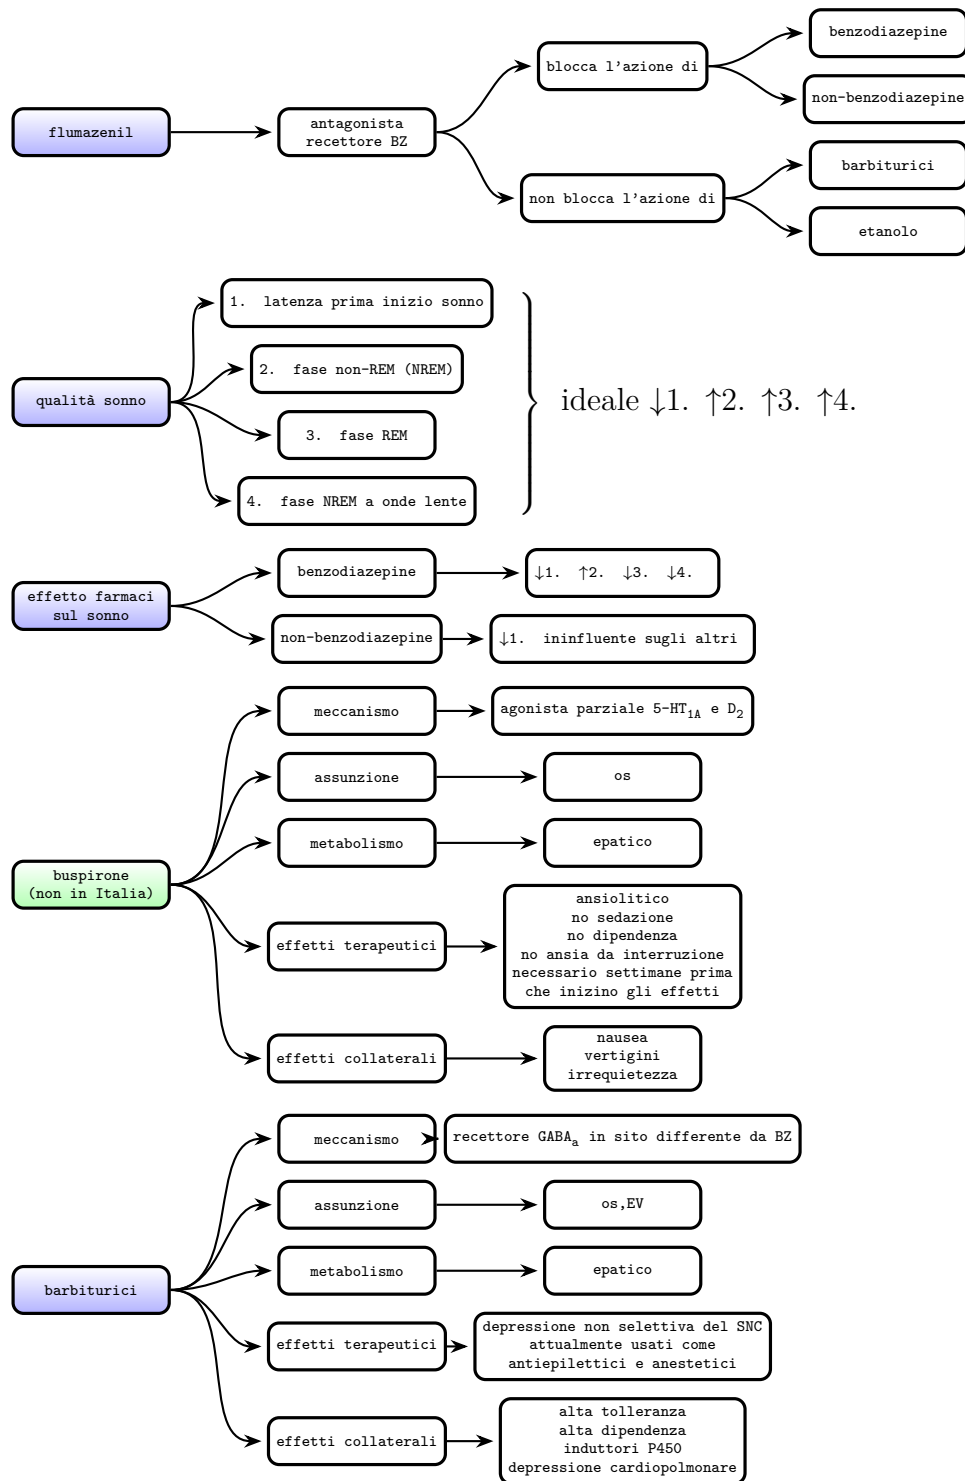 flumazenil
antagonista
recettore BZ
blocca l'azione di
benzodiazepine
non-benzodiazepine
non blocca l'azione di
barbiturici
etanolo
qualità sonno
1. latenza prima inizio sonno
2. fase non-REM (NREM)
3. fase REM
4. fase NREM a onde lente
ideale ↓1. ↑2. ↑3. ↑4.
effetto farmaci
sul sonno
benzodiazepine
↓1. ↑2. ↓3. ↓4.
non-benzodiazepine
↓1. ininfluente sugli altri
buspirone
(non in Italia)
meccanismo
agonista parziale 5-HT1A e D2
assunzione
os
metabolismo
epatico
effetti terapeutici
ansiolitico
no sedazione
no dipendenza
no ansia da interruzione
necessario settimane prima
che inizino gli effetti
effetti collaterali
nausea
vertigini
irrequietezza
barbiturici
meccanismo
recettore GABAa in sito differente da BZ
assunzione
os,EV
metabolismo
epatico
effetti terapeutici
depressione non selettiva del SNC
attualmente usati come
antiepilettici e anestetici
effetti collaterali
alta tolleranza
alta dipendenza
induttori P450
depressione cardiopolmonare